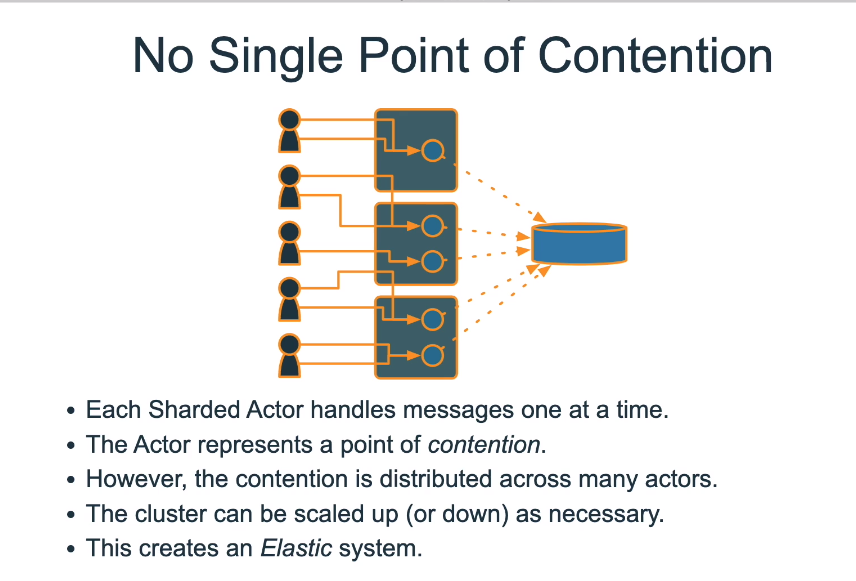 No Single Point of Contention
• Each Sharded Actor handles messages one at a time.
• The Actor represents a point of contention.
• However, the contention is distributed across many actors.
• The cluster can be scaled up (or down) as necessary.
• This creates an Elastic system.